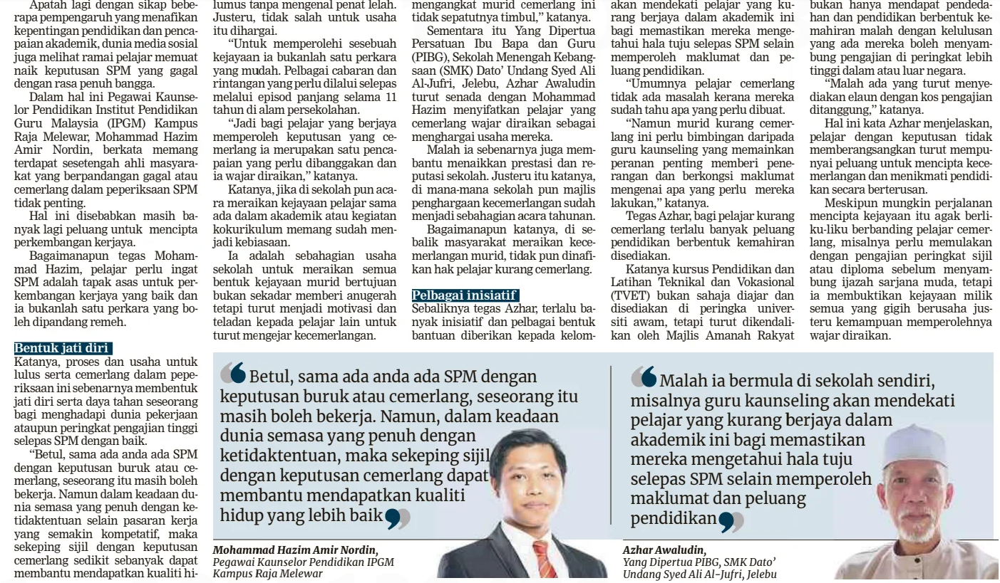 Apatah lagi dengan sikap bebe-
rapa pempengaruh yang menafikan
kepentingan pendidikan dan penca-
paian akademik, dunia media sosial
juga melihat ramai pelajar memuat
naik keputusan SPM yang gagal
dengan rasa penuh bangga.
Dalam hal ini Pegawai Kaunse-
lor Pendidikan Institut Pendidikan
Guru Malaysia (IPGM) Kampus
Raja Melewar, Mohammad Hazim
Amir Nordin, berkata memang
terdapat sesetengah ahli masyara-
kat yang berpandangan gagal atau
cemerlang dalam peperiksaan SPM
tidak penting.
Hal ini disebabkan masih ba-
nyak lagi peluang untuk mencipta
perkembangan kerjaya.
Bagaimanapun tegas Moham-
mad Hazim, pelajar perlu ingat
SPM adalah tapak asas untuk per-
kembangan kerjaya yang baik dan
ia bukanlah satu perkara yang bo-
leh dipandang remeh.
Bentuk jati diri
Katanya, proses dan usaha untuk
lulus serta cemerlang dalam pepe-
riksaan ini sebenarnya membentuk
jati diri serta daya tahan seseorang
bagi menghadapi dunia pekerjaan
ataupun peringkat pengajian tinggi
selepas SPM dengan baik.
“Betul, sama ada anda ada SPM
dengan keputusan buruk atau ce-
merlang, seseorang itu masih boleh
bekerja. Namun dalam keadaan du-
nia semasa yang penuh dengan ke-
tidaktentuan selain pasaran kerja
yang semakin kompetatif, maka
sekeping sijil dengan keputusan
cemerlang sedikit sebanyak dapat
membantu mendapatkan kualiti hi-
lumus tanpa mengenal penat lelah.
Justeru, tidak salah untuk usaha
itu dihargai.
“Untuk memperolehi sesebuah
kejayaan ia bukanlah satu perkara
yang mudah. Pelbagai cabaran dan
rintangan yang perlu dilalui selepas
melalui episod panjang selama 11
tahun di alam persekolahan.
“Jadi bagi pelajar yang berjaya
memperoleh keputusan yang ce-
merlang ia merupakan satu penca-
paian yang perlu dibanggakan dan
ia wajar diraikan,” katanya.
Katanya, jika di sekolah pun aca-
ra meraikan kejayaan pelajar sama
ada dalam akademik atau kegiatan
kokurikulum memang sudah men-
jadi kebiasaan.
Ia adalah sebahagian usaha
sekolah untuk meraikan semua
bentuk kejayaan murid bertujuan
bukan sekadar memberi anugerah
tetapi turut menjadi motivasi dan
teladan kepada pelajar lain untuk
turut mengejar kecemerlangan.
mengangkat murid cemerlang ini
tidak sepatutnya timbul,” katanya.
Sementara itu Yang Dipertua
Persatuan Ibu Bapa dan Guru
(PIBG), Sekolah Menengah Kebang-
saan (SMK) Dato’ Undang Syed Ali
Al-Jufri, Jelebu, Azhar Awaludin
turut senada dengan Mohammad
Hazim menyifatkan pelajar yang
cemerlang wajar diraikan sebagai
menghargai usaha mereka.
Malah ia sebenarnya juga mem-
bantu menaikkan prestasi dan re-
putasi sekolah. Justeru itu katanya,
di mana-mana sekolah pun majlis
penghargaan kecemerlangan sudah
menjadi sebahagian acara tahunan.
Bagaimanapun katanya, di se-
balik masyarakat meraikan kece-
merlangan murid, tidak pun dinafi-
kan hak pelajar kurang cemerlang.
Pelbagai inisiatif
Sebaliknya tegas Azhar, terlalu ba-
nyak inisiatif dan pelbagai bentuk
bantuan diberikan kepada kelom-
akan mendekati pelajar yang ku-
rang berjaya dalam akademik ini
bagi memastikan mereka menge-
tahui hala tuju selepas SPM selain
memperoleh maklumat dan pe-
luang pendidikan.
“Umumnya pelajar cemerlang
tidak ada masalah kerana mereka
sudah tahu apa yang perlu dibuat.
“Namun murid kurang cemer-
lang ini perlu bimbingan daripada
guru kaunseling yang memainkan
peranan penting memberi pene-
rangan dan berkongsi maklumat
mengenai apa yang perlu mereka
lakukan,” katanya.
Tegas Azhar, bagi pelajar kurang
cemerlang terlalu banyak peluang
pendidikan berbentuk kemahiran
disediakan.
Katanya kursus Pendidikan dan
Latihan Teknikal dan Vokasional
(TVET) bukan sahaja diajar dan
disediakan di peringka univer-
siti awam, tetapi turut dikendali-
kan oleh Majlis Amanah Rakyat
bukan hanya mendapat pendeda-
han dan pendidikan berbentuk ke-
mahiran malah dengan kelulusan
yang ada mereka boleh menyam-
bung pengajian di peringkat lebih
tinggi dalam atau luar negara.
“Malah ada yang turut menye-
diakan elaun dengan kos pengajian
ditanggung,” katanya.
Hal ini kata Azhar menjelaskan,
pelajar dengan keputusan tidak
memberangsangkan turut mempu-
nyai peluang untuk mencipta kece-
merlangan dan menikmati pendidi-
kan secara berterusan.
Meskipun mungkin perjalanan
mencipta kejayaan itu agak berli-
ku-liku berbanding pelajar cemer-
lang, misalnya perlu memulakan
dengan pengajian peringkat sijil
atau diploma sebelum menyam-
bung ijazah sarjana muda, tetapi
ia membuktikan kejayaan milik
semua yang gigih berusaha jus-
teru kemampuan memperolehnya
wajar diraikan.
“Betul, sama ada anda ada SPM dengan
keputusan buruk atau cemerlang, seseorang itu
masih boleh bekerja. Namun, dalam keadaan
dunia semasa yang penuh dengan
ketidaktentuan, maka sekeping sijil
dengan keputusan cemerlang dapat
membantu mendapatkan kualiti
hidup yang lebih baik”
Mohammad Hazim Amir Nordin,
Pegawai Kaunselor Pendidikan IPGM
Kampus Raja Melewar
“Malah ia bermula di sekolah sendiri,
misalnya guru kaunseling akan mendekati
pelajar yang kurang berjaya dalam
akademik ini bagi memastikan
mereka mengetahui hala tuju
selepas SPM selain memperoleh
maklumat dan peluang
pendidikan”
Azhar Awaludin,
Yang Dipertua PIBG, SMK Dato’
Undang Syed Ali Al-Jufri, Jelebu